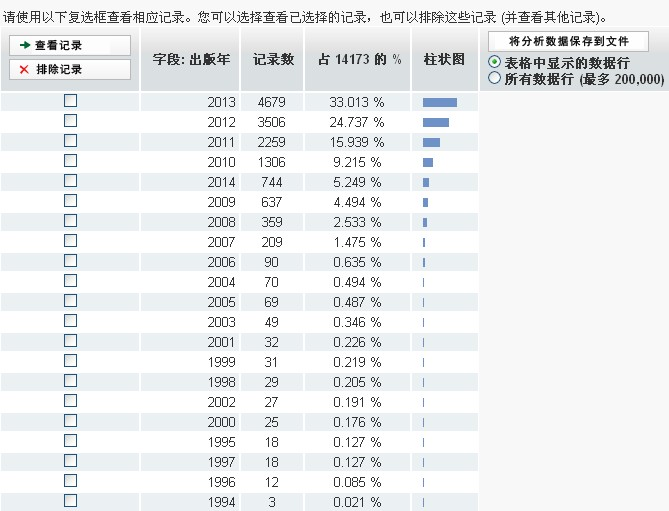 请使用以下复选框查看相应记录。您可以选择查看已选择的记录，也可以排除这些记录 (并查看其他记录)。
查看记录
排除记录
字段: 出版年
记录数
占 14173 的 %
柱状图
将分析数据保存到文件
表格中显示的数据行
所有数据行 (最多 200,000)
2013 4679 33.013 %
2012 3506 24.737 %
2011 2259 15.939 %
2010 1306 9.215 %
2014 744 5.249 %
2009 637 4.494 %
2008 359 2.533 %
2007 209 1.475 %
2006 90 0.635 %
2004 70 0.494 %
2005 69 0.487 %
2003 49 0.346 %
2001 32 0.226 %
1999 31 0.219 %
1998 29 0.205 %
2002 27 0.191 %
2000 25 0.176 %
1995 18 0.127 %
1997 18 0.127 %
1996 12 0.085 %
1994 3 0.021 %